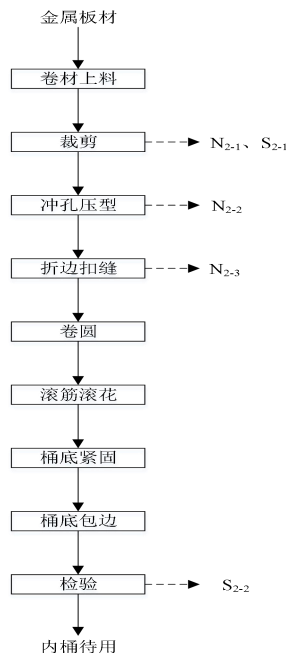 金属板材
卷材上料
裁剪
N2-1、S2-1
冲孔压型
N2-2
折边扣缝
N2-3
卷圆
滚筋滚花
桶底紧固
桶底包边
检验
S2-2
内桶待用